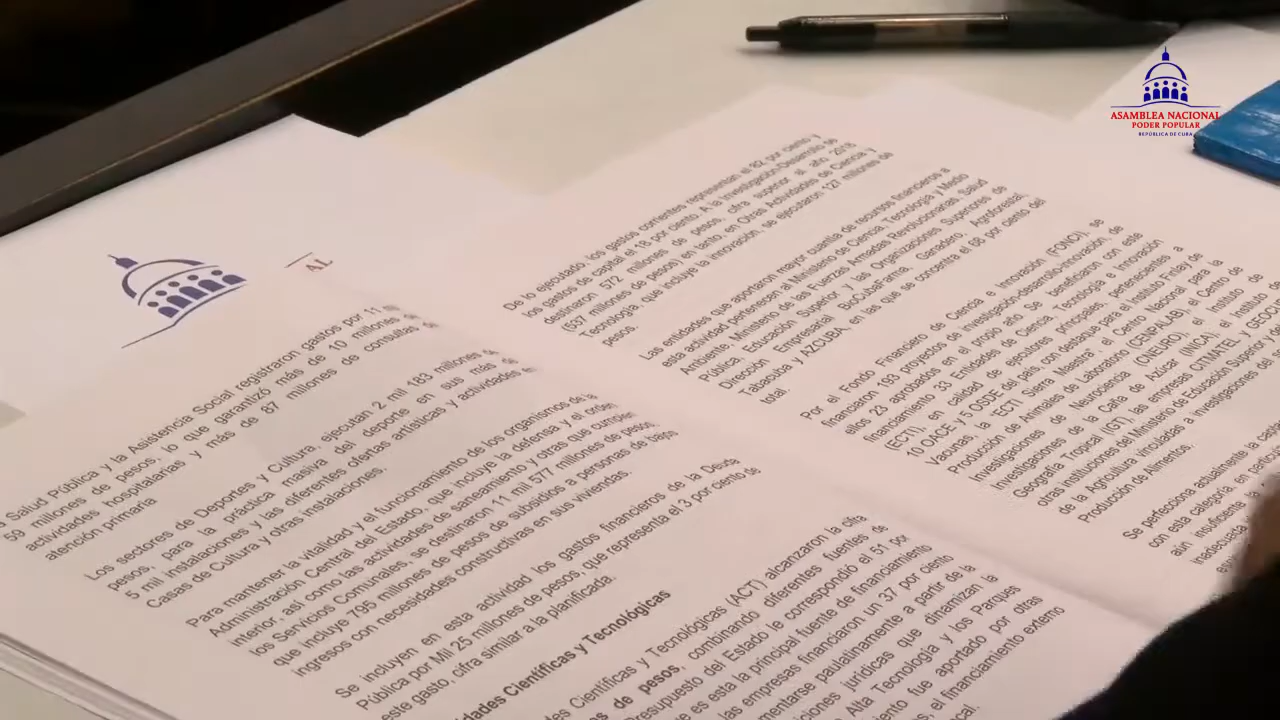 ASAMBLEA NACIONAL
PODER POPULAR
REPÚBLICA DE CUBA
AL
Salud Pública y la Asistencia Social registraron gastos por 11
59 millones de pesos, lo que garantizó más de 10 millones de
actividades hospitalarias y más de 87 millones de consultas de
atención primaria
Los sectores de Deportes y Cultura, ejecutan 2 mil 183 millones de
pesos, para la práctica masiva del deporte en sus más de
5 mil instalaciones y las diferentes ofertas artísticas y actividades en
Casas de Cultura y otras instalaciones.
Para mantener la vitalidad y el funcionamiento de los organismos de la
Administración Central del Estado, que incluye la defensa y el orden
interior, así como las actividades de saneamiento y otras que cumplen
los Servicios Comunales, se destinaron 11 mil 577 millones de pesos,
que incluye 795 millones de pesos de subsidios a personas de bajos
ingresos con necesidades constructivas en sus viviendas.
Se incluyen en esta actividad los gastos financieros de la Deuda
Pública por Mil 25 millones de pesos, que representa el 3 por ciento de
este gasto, cifra similar a la planificada.
dades Científicas y Tecnológicas
des Científicas y Tecnológicas (ACT) alcanzaron la cifra
de pesos, combinando diferentes fuentes de
Presupuesto del Estado le correspondió el 51 por
es esta la principal fuente de financiamiento
las empresas financiaron un 37 por ciento
paulatinamente a partir de la
jurídicas que dinamizan la
Alta Tecnología y los Parques
fue aportado por otras
el financiamiento externo
De lo ejecutado, los gastos corrientes representan el 82 por ciento y
los gastos de capital el 18 por ciento. A la Investigación-Desarrollo se
destinaron 572 millones de pesos, cifra superior al año 2018
(537 millones de pesos) en tanto, en Otras Actividades de Ciencia y
Tecnología, que incluye la innovación, se ejecutaron 127 millones de
pesos.
Las entidades que aportaron mayor cuantía de recursos financieros a
esta actividad pertenecen al Ministerio de Ciencia, Tecnología y Medio
Ambiente, Ministerio de las Fuerzas Armadas Revolucionarias, Salud
Pública, Educación Superior y las Organizaciones Superiores de
Dirección Empresarial BioCubaFarma, Ganadero, Agroforestal,
Tabacuba y AZCUBA, en las que se concentra el 68 por ciento del
total.
Por el Fondo Financiero de Ciencia e Innovación (FONCI), se
financiaron 193 proyectos de investigación-desarrollo-innovación, de
ellos 23 aprobados en el propio año. Se benefician con este
financiamiento 33 Entidades de Ciencia, Tecnología e Innovación
(ECTI), en calidad de ejecutores principales, pertenecientes a
10 OACE y 5 OSDE del país, con destaque para el Instituto Finlay de
Vacunas, la ECTI Sierra Maestra, el Centro Nacional para la
Producción de Animales de Laboratorio (CENPALAB), el Centro de
Investigaciones de Neurociencia (ONEURO), el Instituto de
Investigaciones de la Caña de Azúcar (INICA), el Instituto de
Geografía Tropical (IGT), las empresas CITMATEL y GEOCU
otras instituciones del Ministerio de Educación Superior y
de la Agricultura vinculadas a investigaciones del
Producción de Alimentos.
Se perfecciona actualmente la
con esta categoría, en
aún insuficiente